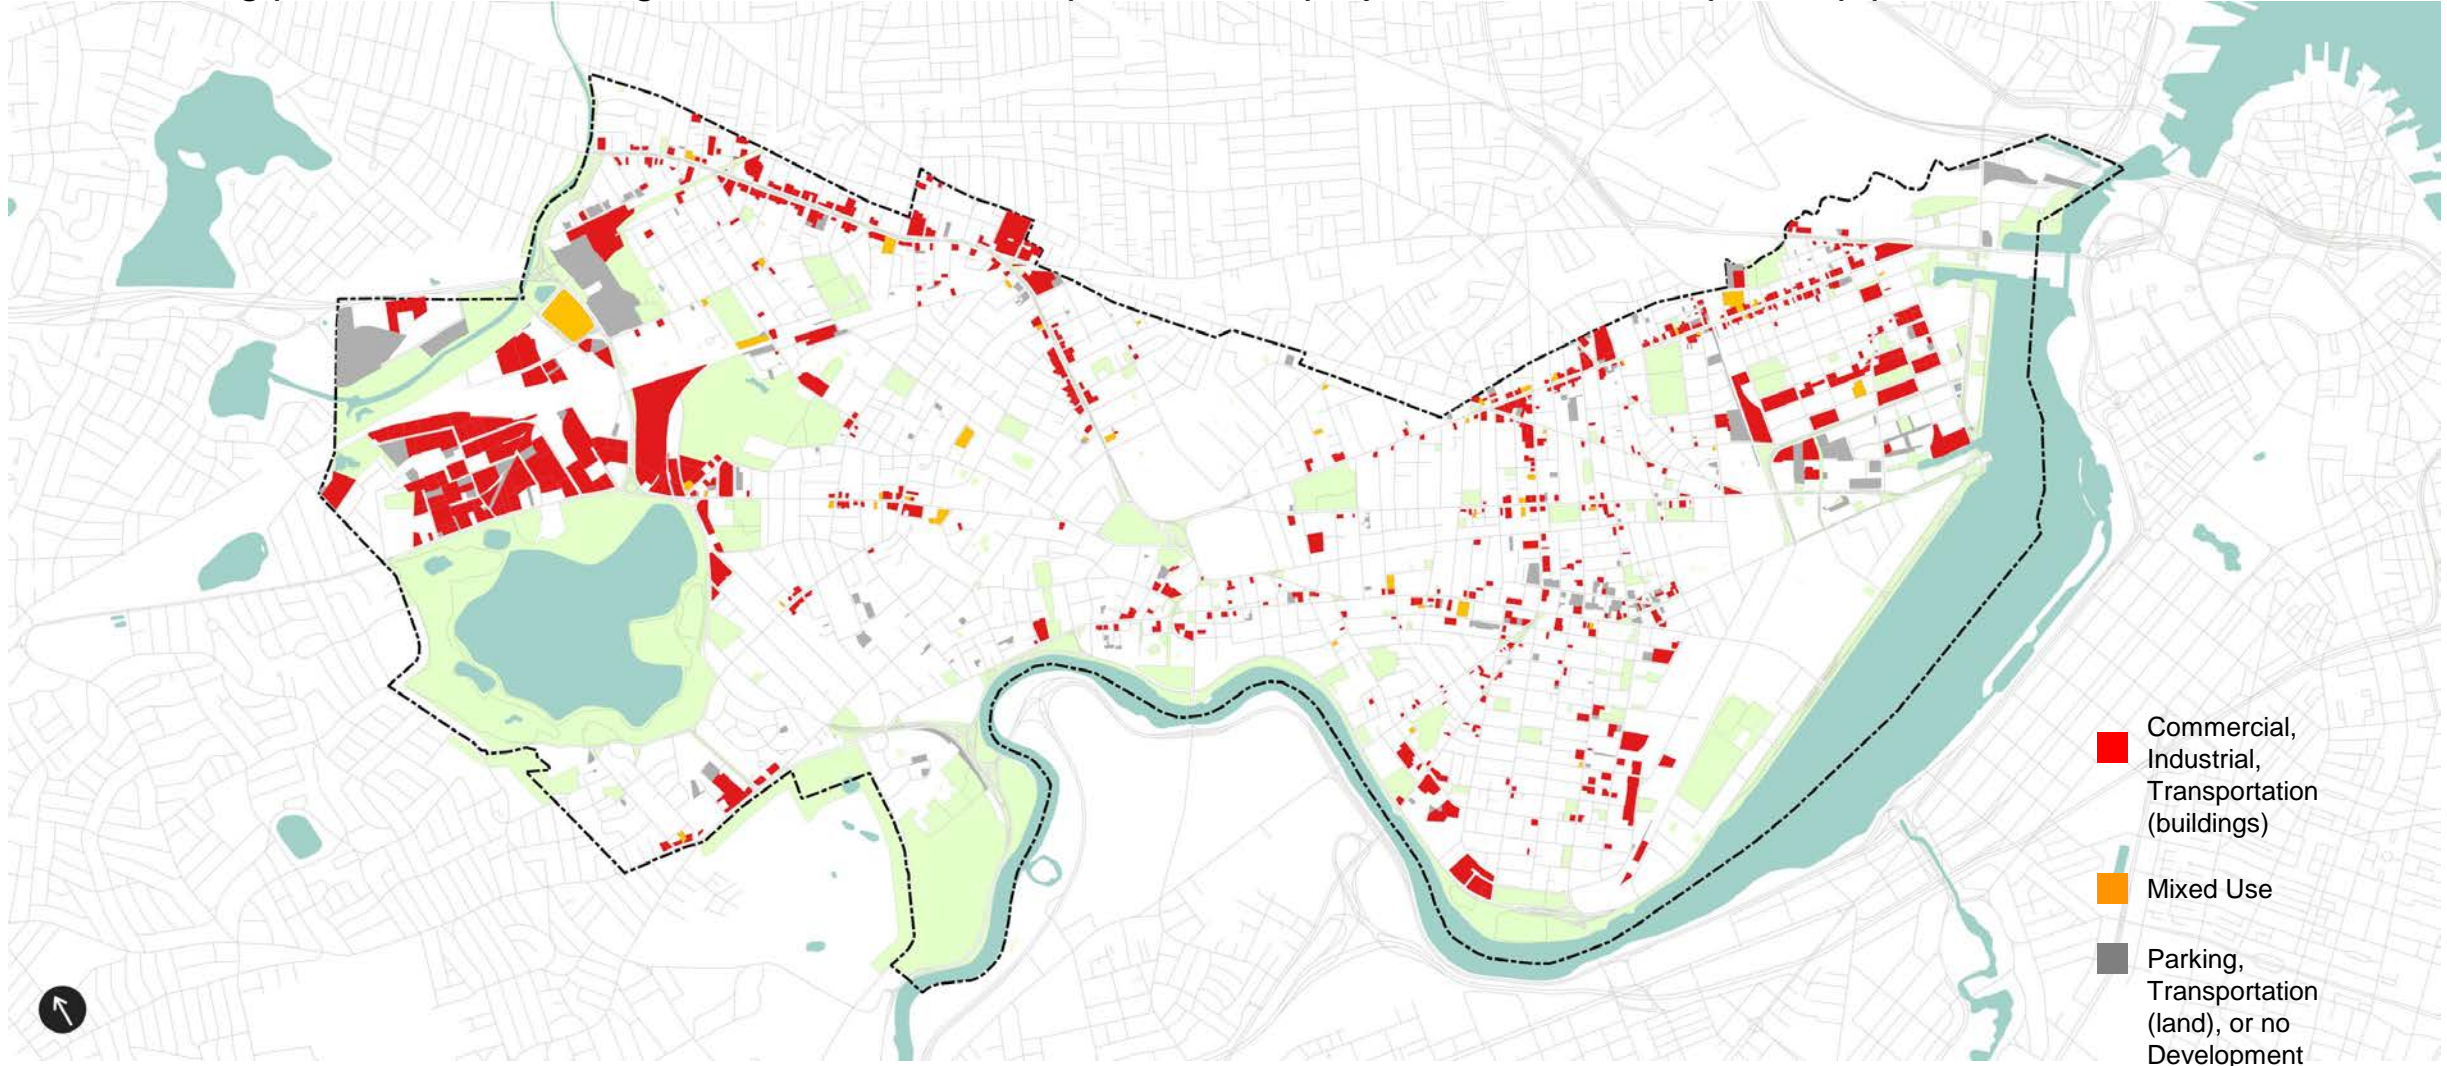 Commercial,
Industrial,
Transportation
(buildings)
Mixed Use
Parking,
Transportation
(land), or no
Development